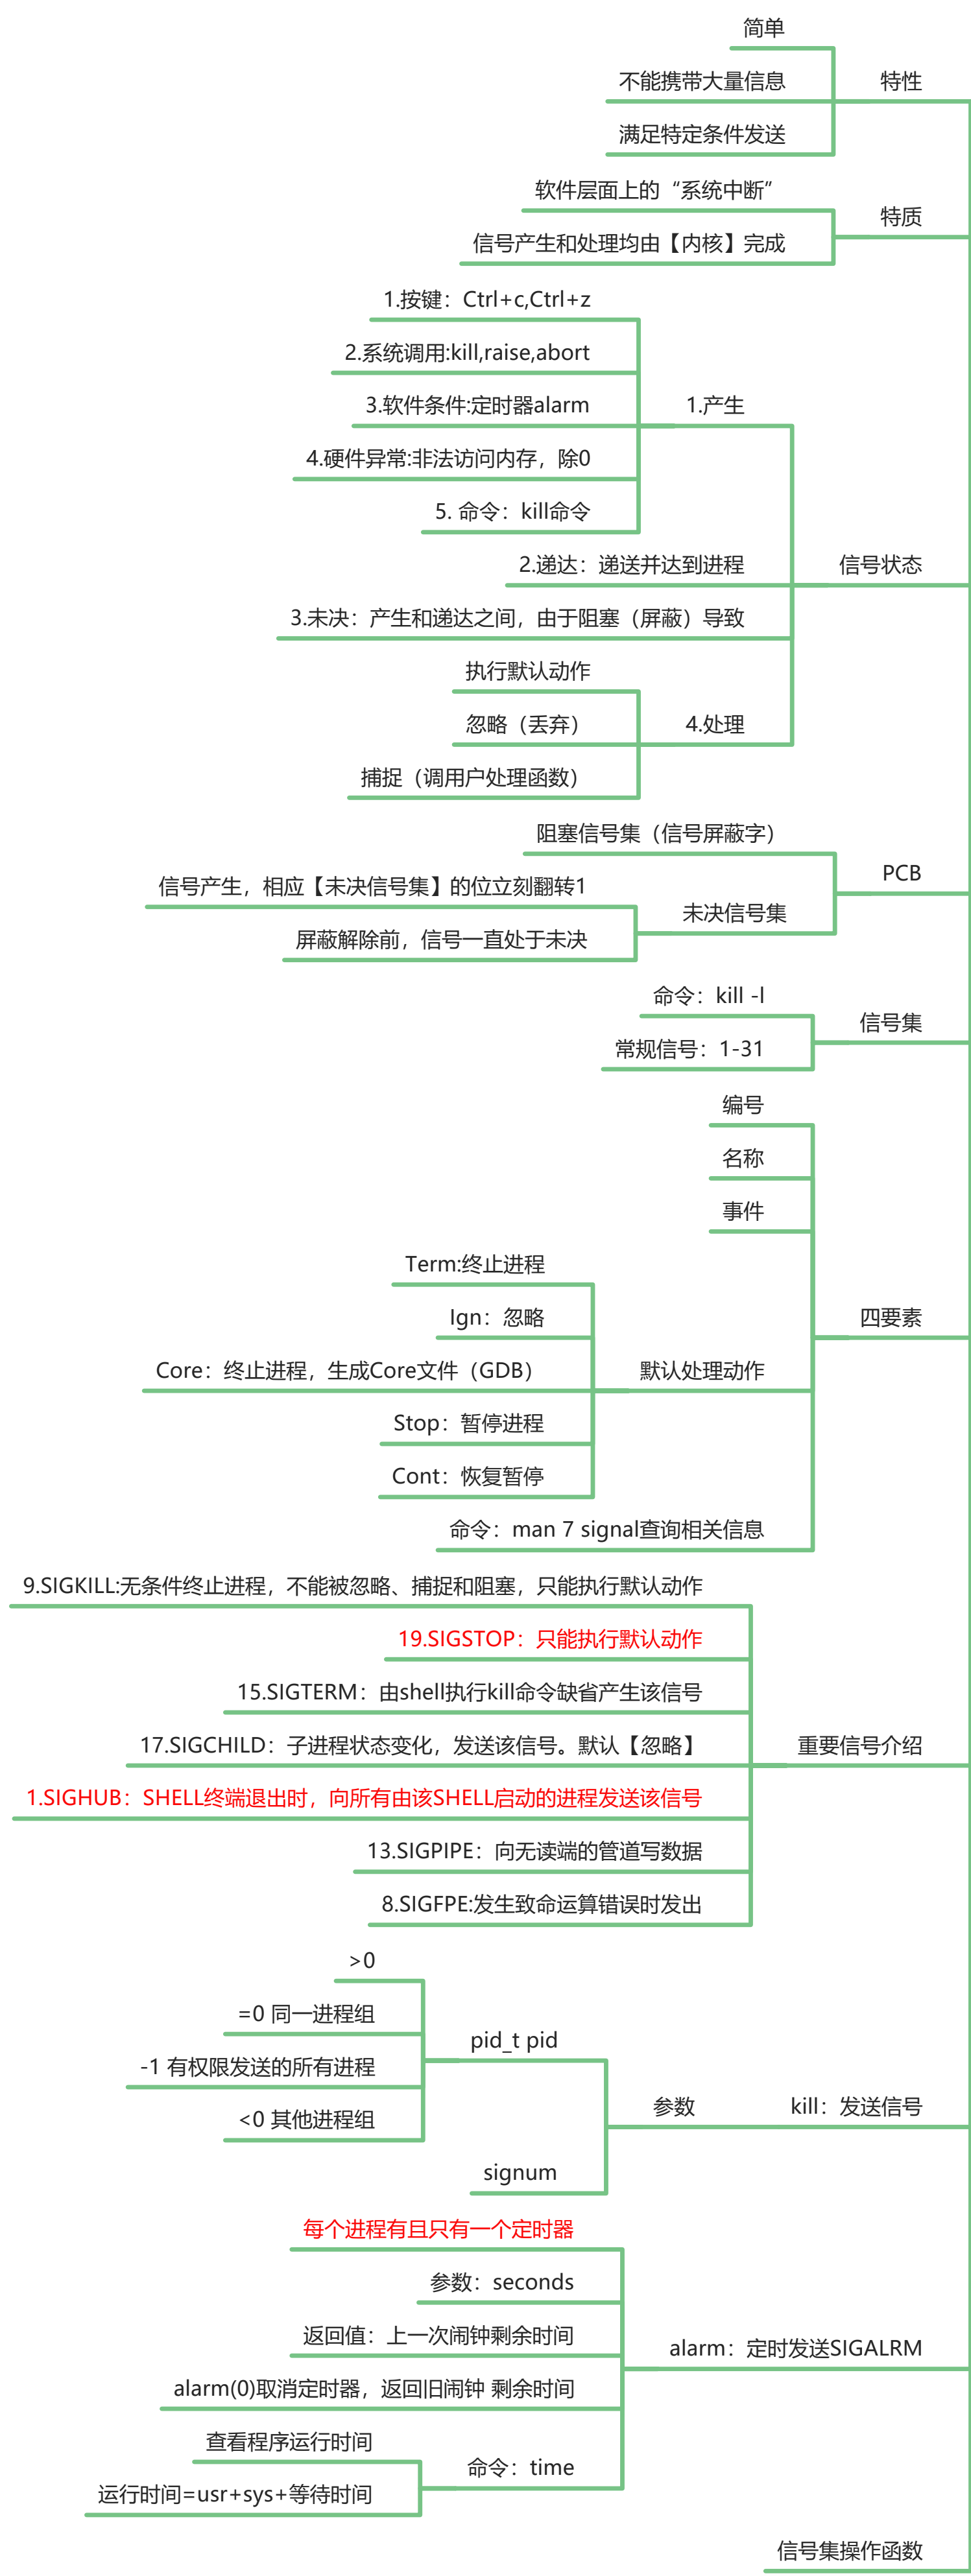 简单
不能携带大量信息
特性
满足特定条件发送
软件层面上的“系统中断”
特质
信号产生和处理均由【内核】完成
1.按键：Ctrl+c,Ctrl+z
2.系统调用:kill,raise,abort
3.软件条件:定时器alarm
1.产生
4.硬件异常:非法访问内存，除0
5. 命令：kill命令
2.递达：递送并达到进程
信号状态
3.未决：产生和递达之间，由于阻塞（屏蔽）导致
执行默认动作
忽略（丢弃）
4.处理
捕捉（调用户处理函数）
阻塞信号集（信号屏蔽字）
PCB
信号产生，相应【未决信号集】的位立刻翻转1
未决信号集
屏蔽解除前，信号一直处于未决
命令：kill -l
信号集
常规信号：1-31
编号
名称
事件
Term:终止进程
Ign：忽略
四要素
Core：终止进程，生成Core文件（GDB）
默认处理动作
Stop：暂停进程
Cont：恢复暂停
命令：man 7 signal查询相关信息
9.SIGKILL:无条件终止进程，不能被忽略、捕捉和阻塞，只能执行默认动作
19.SIGSTOP：只能执行默认动作
15.SIGTERM：由shell执行kill命令缺省产生该信号
17.SIGCHILD：子进程状态变化，发送该信号。默认【忽略】
重要信号介绍
1.SIGHUB：SHELL终端退出时，向所有由该SHELL启动的进程发送该信号
13.SIGPIPE：向无读端的管道写数据
8.SIGFPE:发生致命运算错误时发出
>0
=0 同一进程组
pid_t pid
-1 有权限发送的所有进程
<0 其他进程组
参数
kill：发送信号
signum
每个进程有且只有一个定时器
参数：seconds
返回值：上一次闹钟剩余时间
alarm：定时发送SIGALRM
alarm(0)取消定时器，返回旧闹钟 剩余时间
查看程序运行时间
命令：time
运行时间=usr+sys+等待时间
信号集操作函数